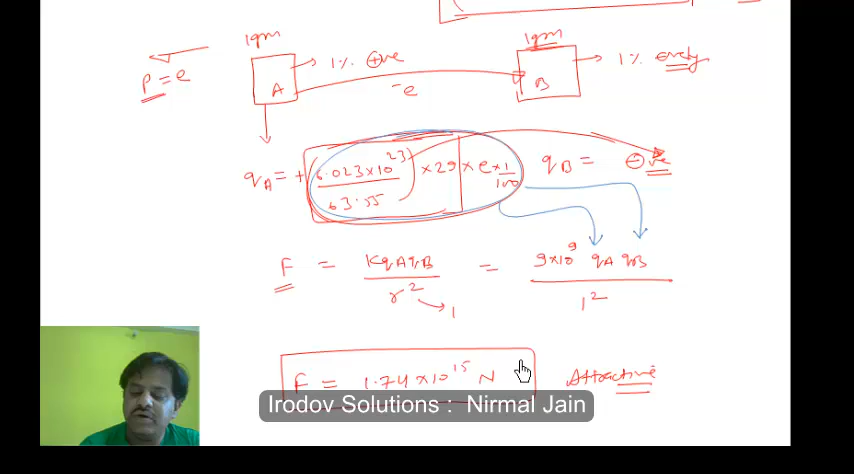 1gm
1gm
P = e
A
1% ⊕ve
-e
B
1%
qA = + (6.023×10^23 / 63.55) × 29 × e × 1/100 qB = ⊖ve
F = KqAqB / r^2 = 9×10^9 qA qB / 1^2
1
F = 1.74×10^15 N Attractive
Irodov Solutions : Nirmal Jain